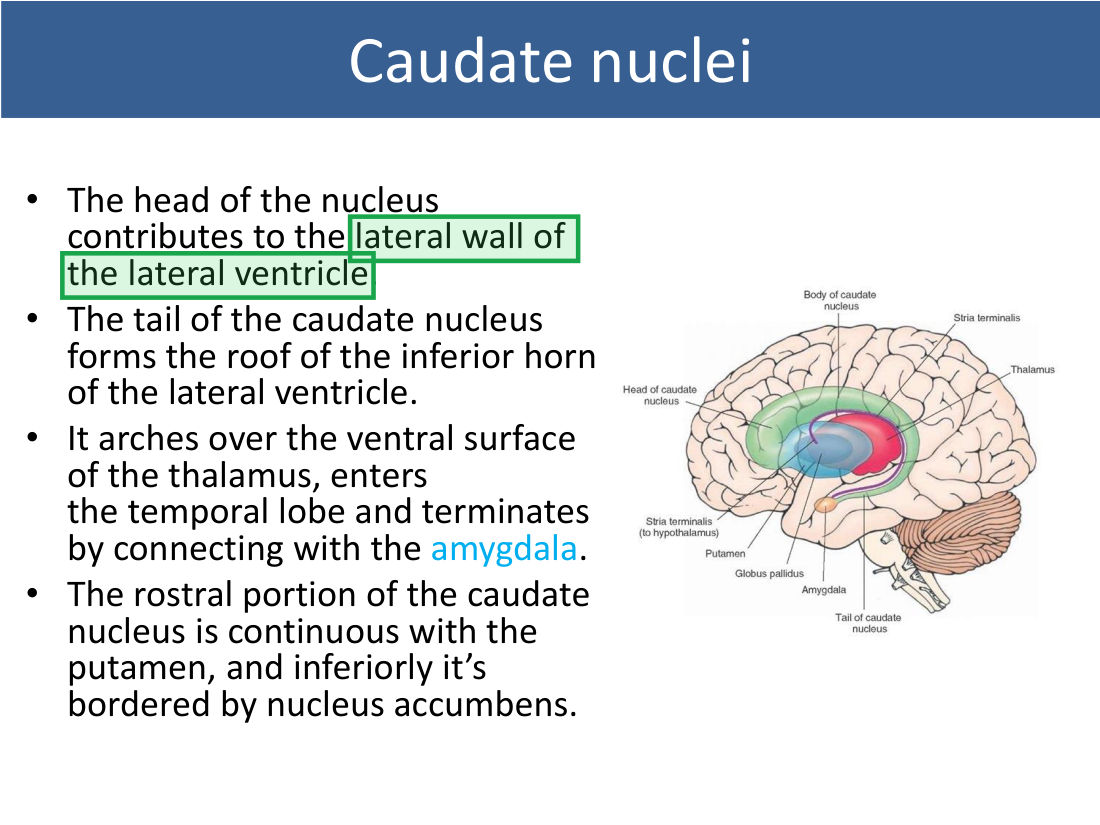 Caudate nuclei
• The head of the nucleus
contributes to the lateral wall of
the lateral ventricle
• The tail of the caudate nucleus
forms the roof of the inferior horn
of the lateral ventricle.
• It arches over the ventral surface
of the thalamus, enters
the temporal lobe and terminates
by connecting with the amygdala.
• The rostral portion of the caudate
nucleus is continuous with the
putamen, and inferiorly it’s
bordered by nucleus accumbens.
Body of caudate
nucleus
Stria terminalis
Thalamus
Head of caudate
nucleus
Stria terminalis
(to hypothalamus)
Putamen
Globus pallidus
Amygdala
Tail of caudate
nucleus